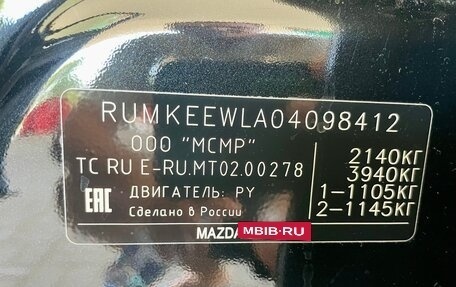 RUMKEEWLA04098412
ООО "МСМР"
ТС RU E-RU.MT02.00278
ДВИГАТЕЛЬ: PY
EAC
Сделано в России
2140КГ
3940КГ
1-1105КГ
2-1145КГ
MAZDA
MBIB·RU